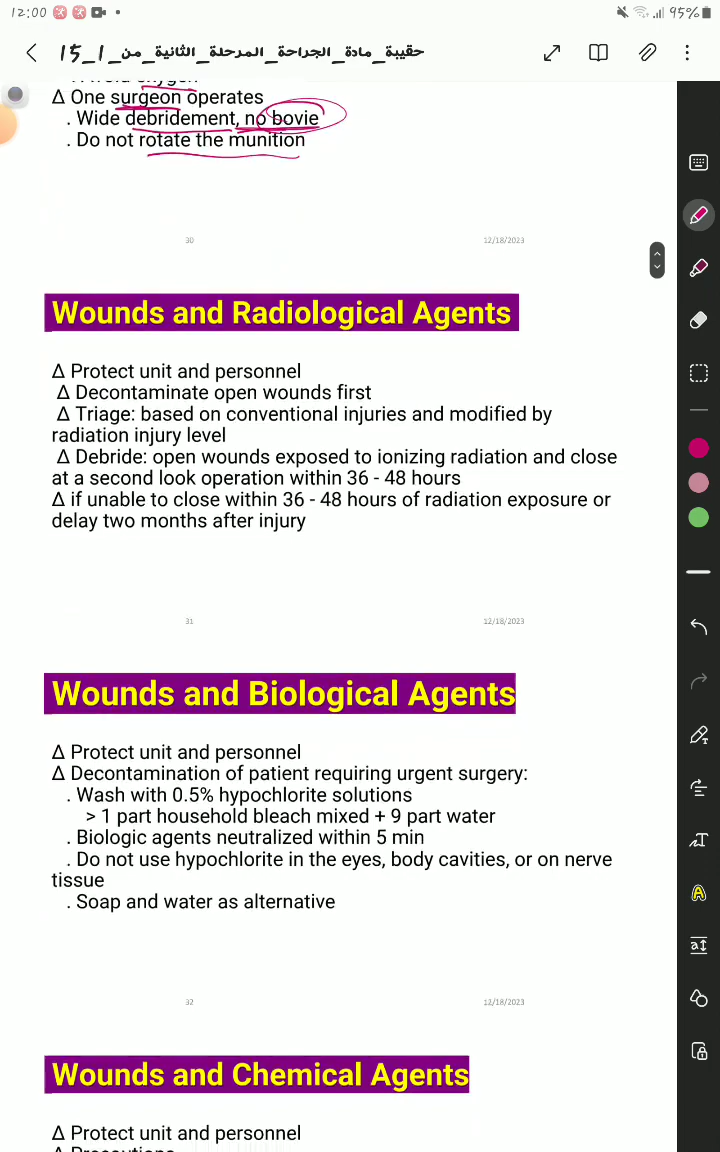 12:00
95%
حقيبة_مادة_الجراحة_المرحلة_الثانية_من_1_15
Δ One surgeon operates
. Wide debridement, no bovie
. Do not rotate the munition
30
12/18/2023
Wounds and Radiological Agents
Δ Protect unit and personnel
Δ Decontaminate open wounds first
Δ Triage: based on conventional injuries and modified by
radiation injury level
Δ Debride: open wounds exposed to ionizing radiation and close
at a second look operation within 36 - 48 hours
Δ if unable to close within 36 - 48 hours of radiation exposure or
delay two months after injury
31
12/18/2023
Wounds and Biological Agents
Δ Protect unit and personnel
Δ Decontamination of patient requiring urgent surgery:
. Wash with 0.5% hypochlorite solutions
> 1 part household bleach mixed + 9 part water
. Biologic agents neutralized within 5 min
. Do not use hypochlorite in the eyes, body cavities, or on nerve
tissue
. Soap and water as alternative
32
12/18/2023
Wounds and Chemical Agents
Δ Protect unit and personnel